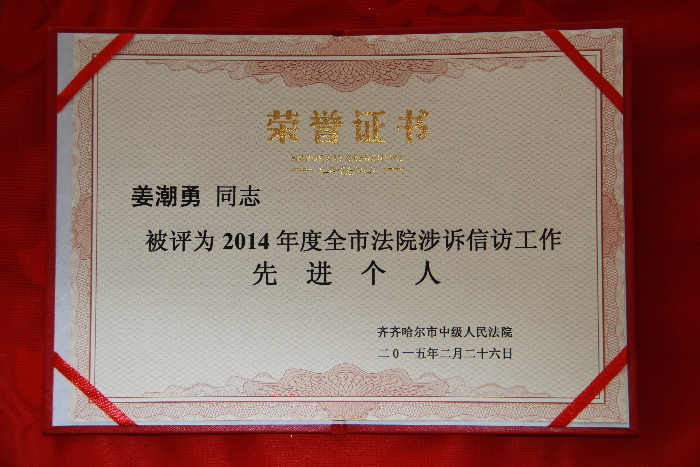 荣誉证书
RONGYUZHENGSHU
姜潮勇 同志
被评为 2014 年度全市法院涉诉信访工作
先进个人
齐齐哈尔市中级人民法院
二0一五年二月二十六日